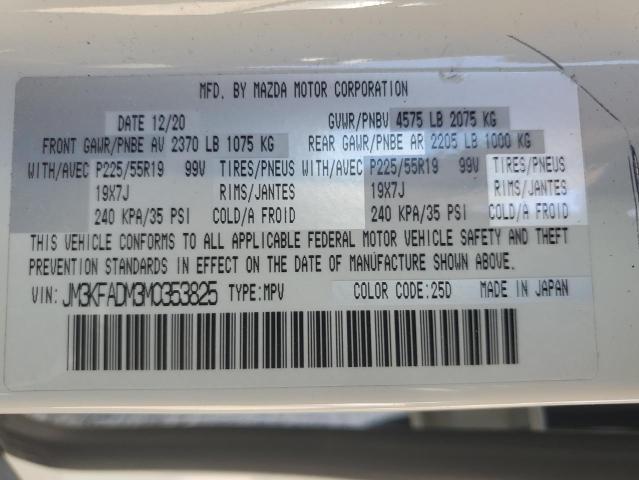 MFD. BY MAZDA MOTOR CORPORATION
DATE 12/20 GVWR/PNBV 4575 LB 2075 KG
FRONT GAWR/PNBE AV 2370 LB 1075 KG REAR GAWR/PNBE AR 2205 LB 1000 KG
WITH/AVEC P225/55R19 99V TIRES/PNEUS WITH/AVEC P225/55R19 99V TIRES/PNEUS
19X7J RIMS/JANTES 19X7J RIMS/JANTES
240 KPA/35 PSI COLD/A FROID 240 KPA/35 PSI COLD/A FROID
THIS VEHICLE CONFORMS TO ALL APPLICABLE FEDERAL MOTOR VEHICLE SAFETY AND THEFT
PREVENTION STANDARDS IN EFFECT ON THE DATE OF MANUFACTURE SHOWN ABOVE.
VIN: JM3KFADM3M0353825 TYPE:MPV COLOR CODE:25D MADE IN JAPAN